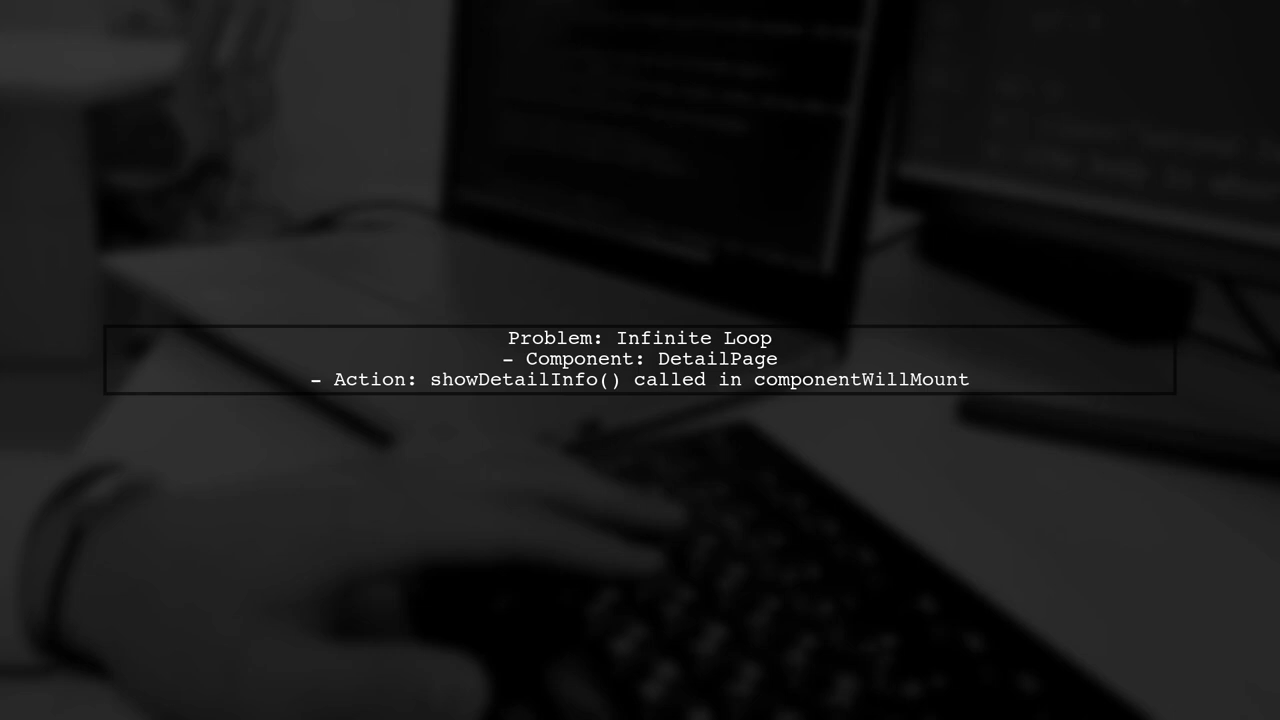 Problem: Infinite Loop
- Component: DetailPage
- Action: showDetailInfo() called in componentWillMount